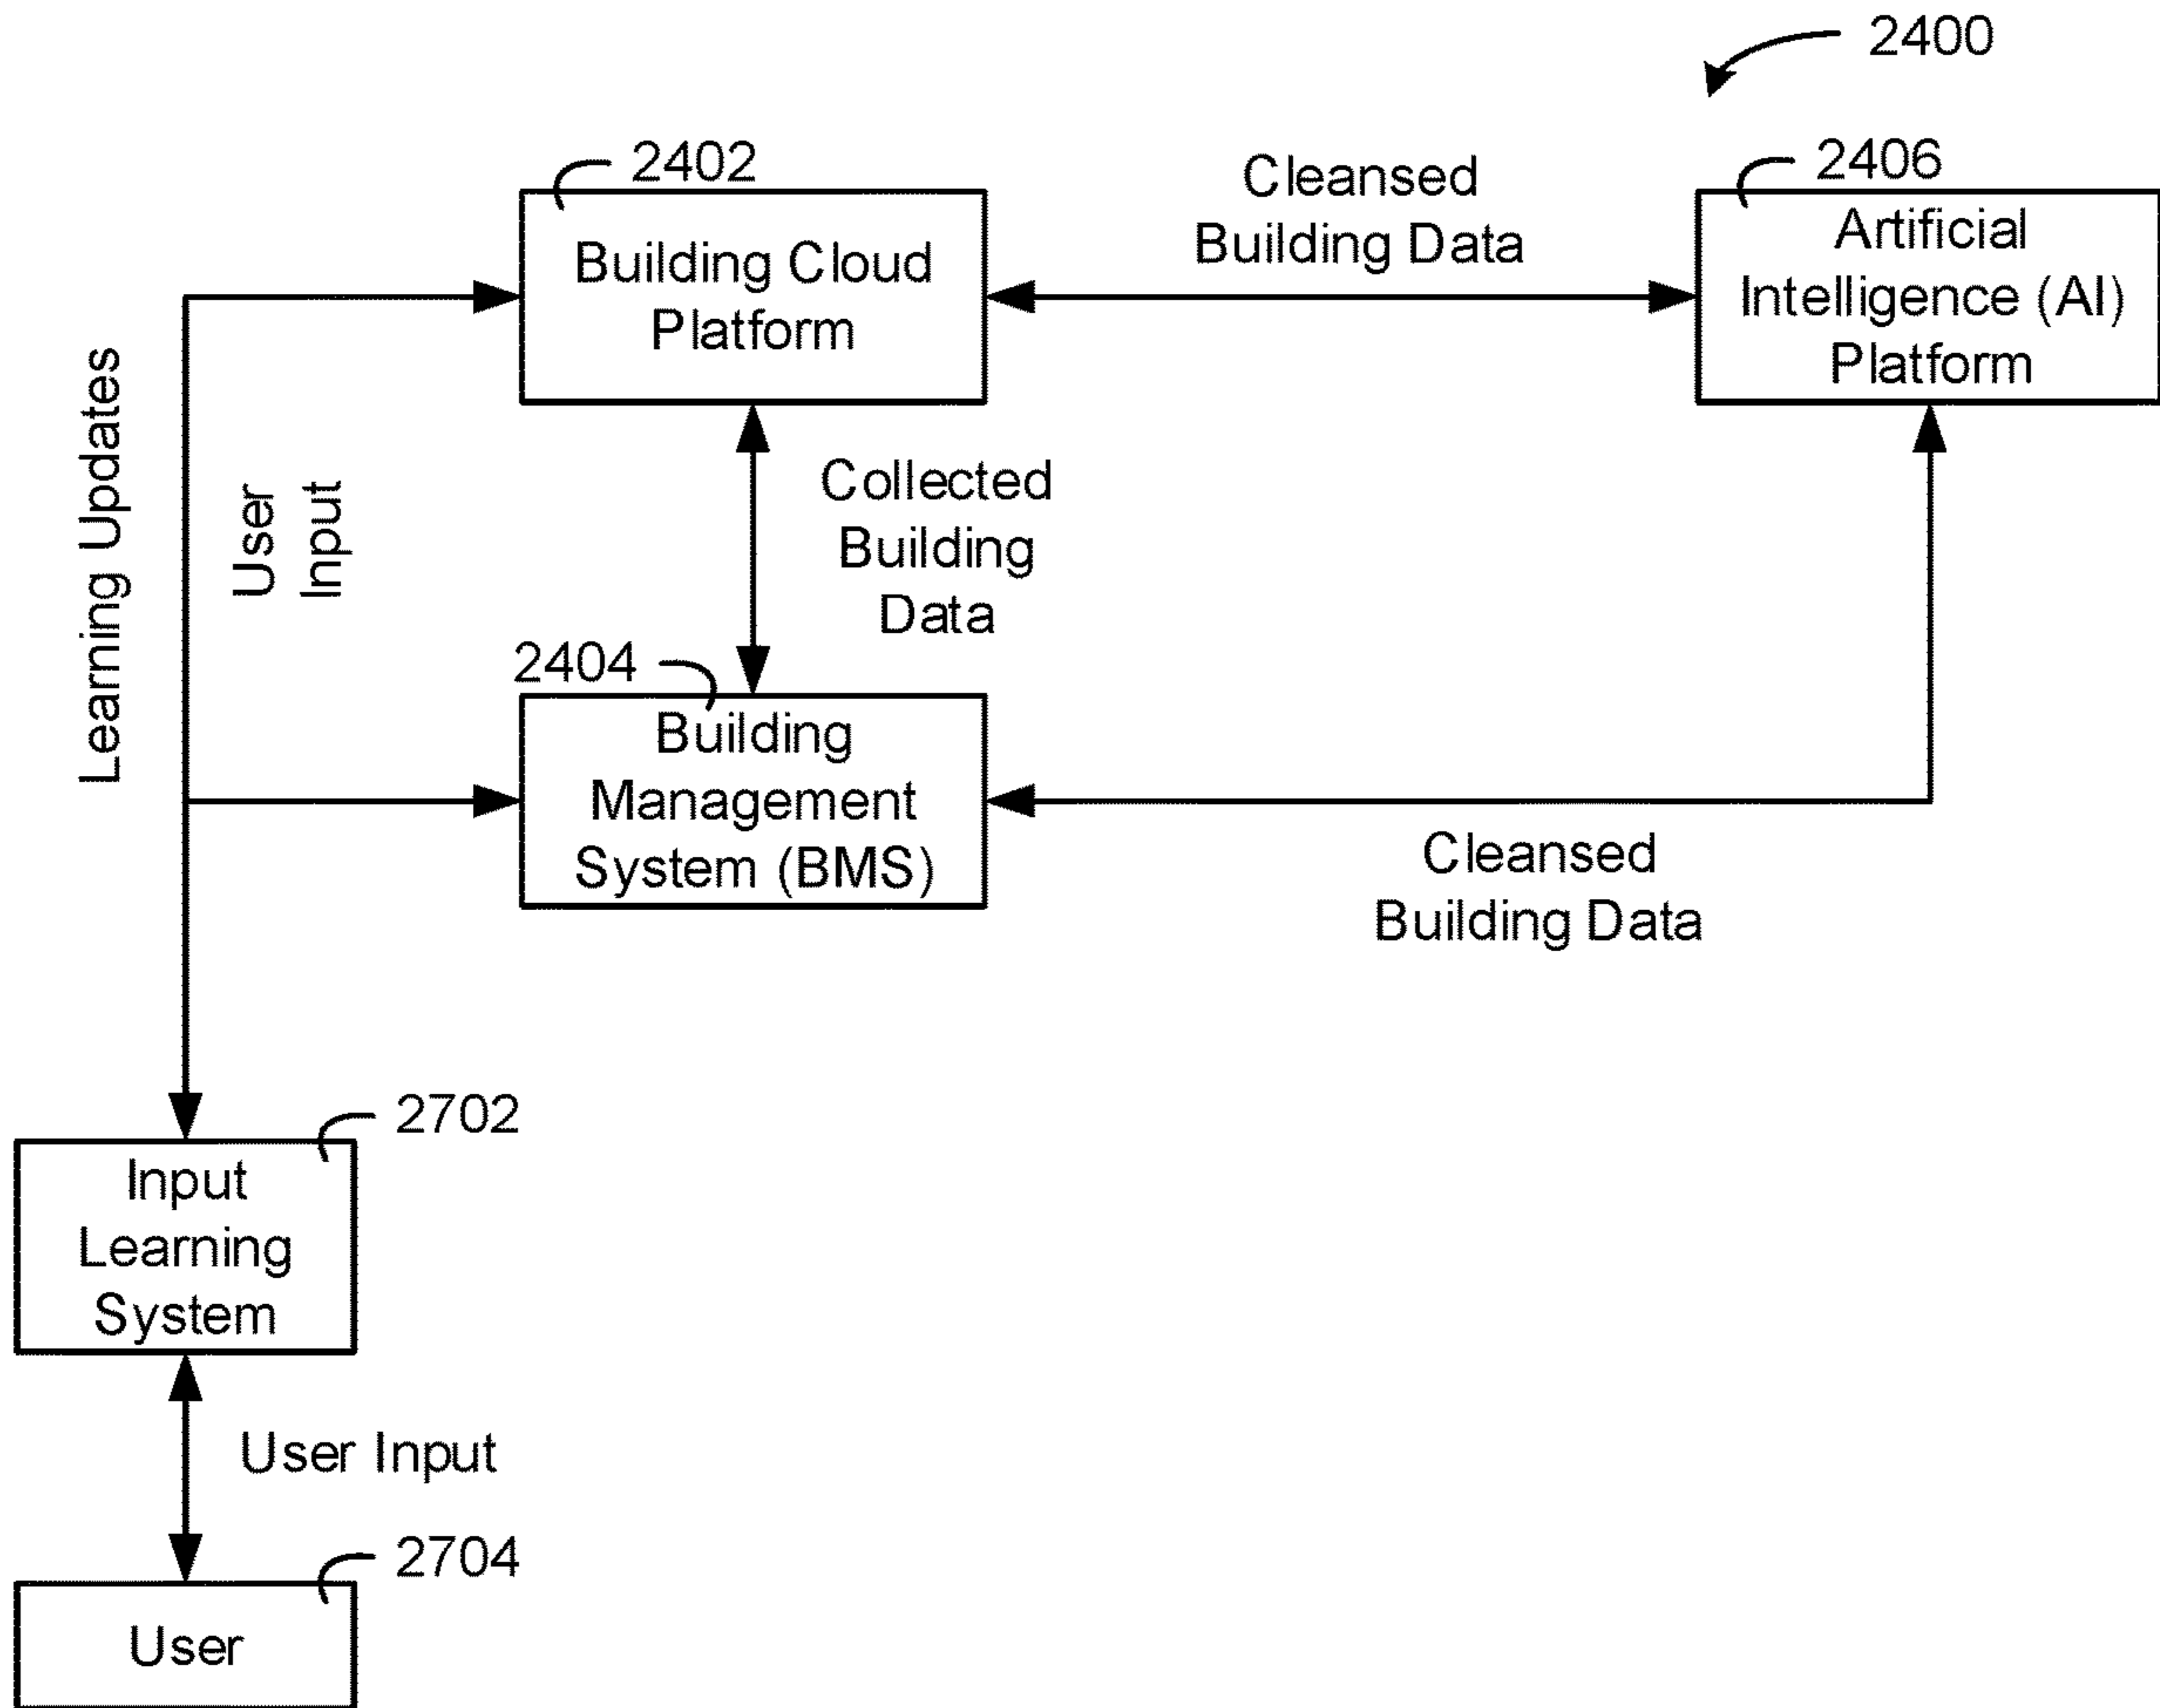 2400
2402
Building Cloud
Platform
Cleansed
Building Data
2406
Artificial
Intelligence (AI)
Platform
Learning Updates
User
Input
Collected
Building
Data
2404
Building
Management
System (BMS)
Cleansed
Building Data
2702
Input
Learning
System
User Input
2704
User